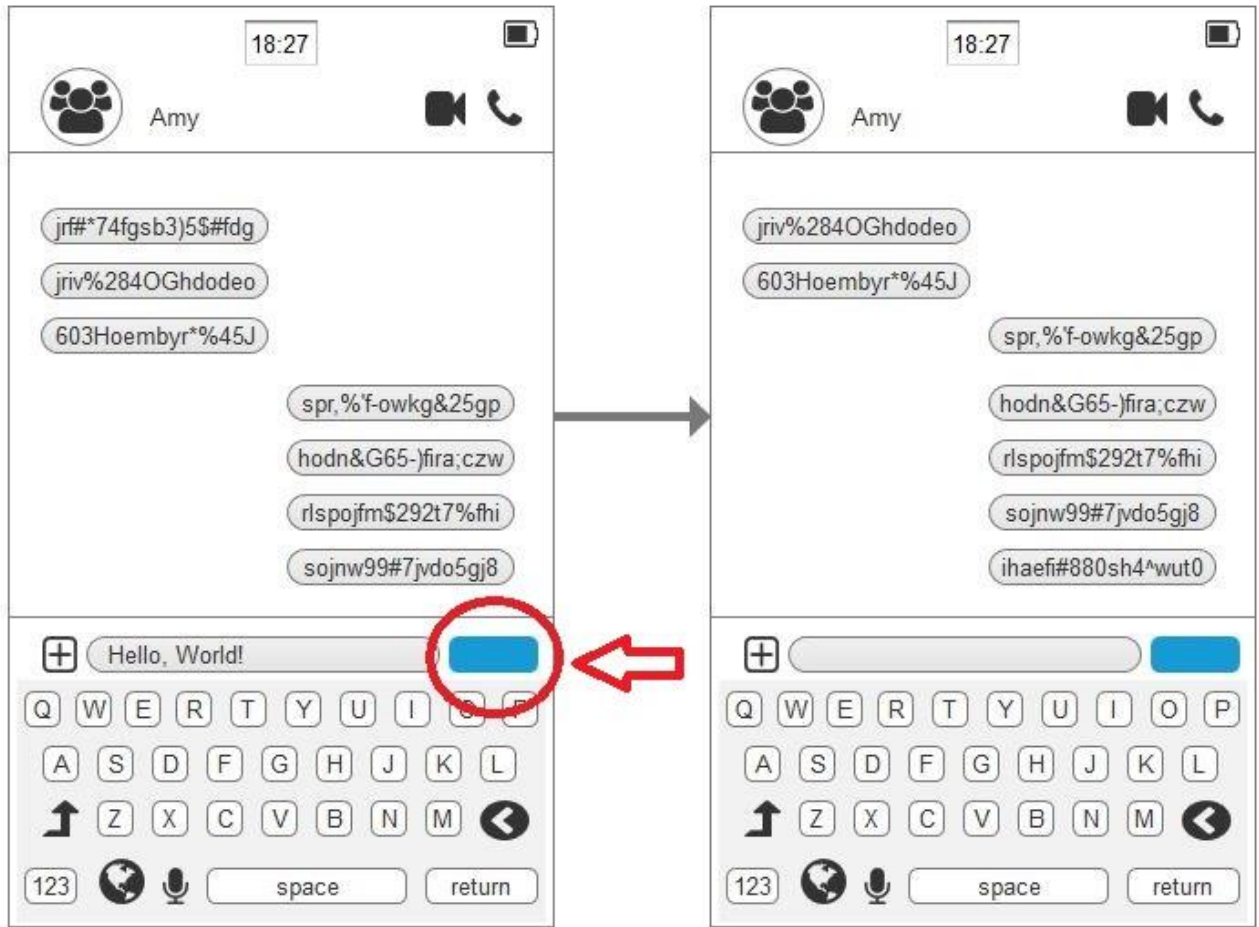 18:27
Amy
jrf#*74fgsb3)5$#fdg
jriv%284OGhdodeo
603Hoembyr*%45J
spr,%'f-owkg&25gp
hodn&G65-)fira;czw
rlspojfm$292t7%fhi
sojnw99#7jvdo5gj8
Hello, World!
Q W E R T Y U I O P
A S D F G H J K L
Z X C V B N M
123 space return
18:27
Amy
jriv%284OGhdodeo
603Hoembyr*%45J
spr,%'f-owkg&25gp
hodn&G65-)fira;czw
rlspojfm$292t7%fhi
sojnw99#7jvdo5gj8
ihaefi#880sh4^wut0
Q W E R T Y U I O P
A S D F G H J K L
Z X C V B N M
123 space return